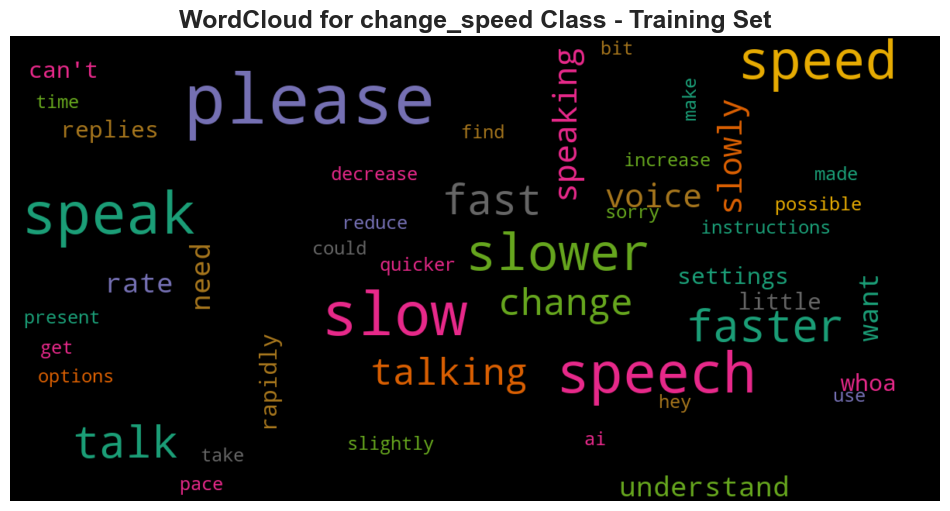 WordCloud for change_speed Class - Training Set
bit
speed
can't
please
speaking
make
time
slowly
replies
find
increase
decrease
made
fast
voice
possible
speak
reduce
sorry
instructions
could
slower
quicker
need
rate
settings
little
change
want
present
slow
faster
get
rapidly
options
talking
speech
whoa
use
hey
talk
take
slightly
ai
pace
understand